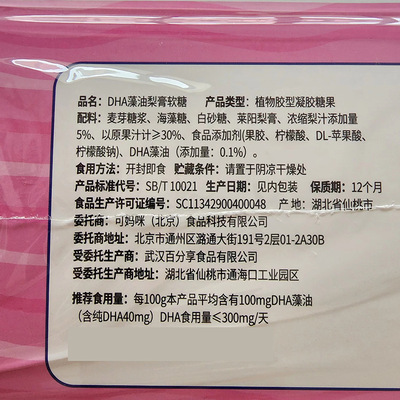 品名：DHA藻油梨膏软糖 产品类型：植物胶型凝胶糖果
配料：麦芽糖浆、海藻糖、白砂糖、莱阳梨膏、浓缩梨汁添加量
5%，以原果汁计≥30%、食品添加剂(果胶、柠檬酸、DL-苹果酸、
柠檬酸钠)、DHA藻油（添加量：0.1%）。
食用方法：开封即食 贮藏条件：请置于阴凉干燥处
产品标准代号：SB/T 10021 生产日期：见内包装 保质期：12个月
食品生产许可证编号：SC11342900400048 产 地：湖北省仙桃市
委托商：可妈咪（北京）食品科技有限公司
委托商地址：北京市通州区潞通大街191号2层01-2A30B
受委托生产商：武汉百分享食品有限公司
受委托生产商地址：湖北省仙桃市通海口工业园区
推荐食用量：每100g本产品平均含有100mgDHA藻油
（含纯DHA40mg）DHA食用量≤300mg/天